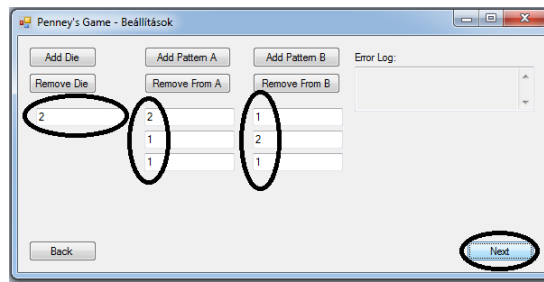 Penney's Game - Beállítások
Add Die Add Pattern A Add Pattern B Error Log:
Remove Die Remove From A Remove From B
2 2 1
1 2
1 1
Back Next